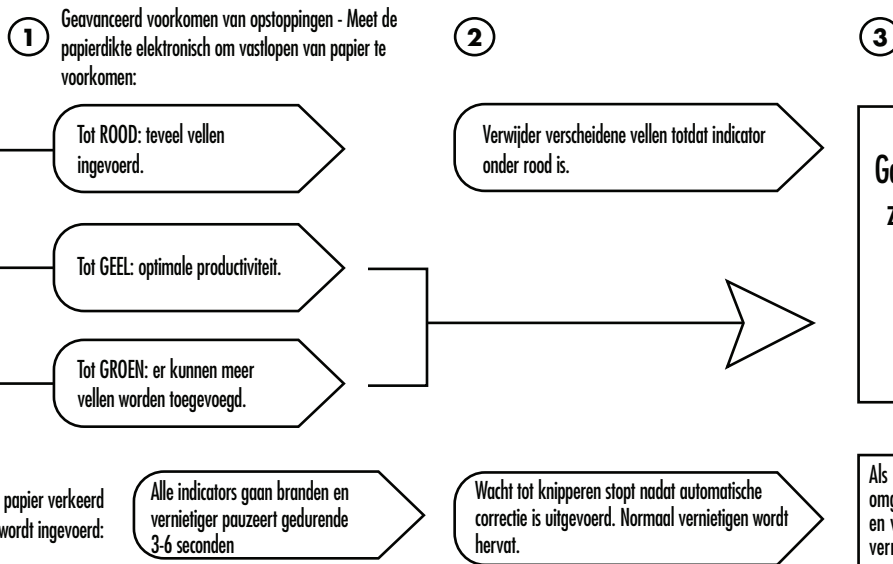 1
Geavanceerd voorkomen van opstoppingen - Meet de
papierdikte elektronisch om vastlopen van papier te
voorkomen:
2
3
Tot ROOD: teveel vellen
ingevoerd.
Verwijder verscheidene vellen totdat indicator
onder rood is.
Tot GEEL: optimale productiviteit.
Tot GROEN: er kunnen meer
vellen worden toegevoegd.
papier verkeerd
wordt ingevoerd:
Alle indicators gaan branden en
vernietiger pauzeert gedurende
3-6 seconden
Wacht tot knipperen stopt nadat automatische
correctie is uitgevoerd. Normaal vernietigen wordt
hervat.
Als